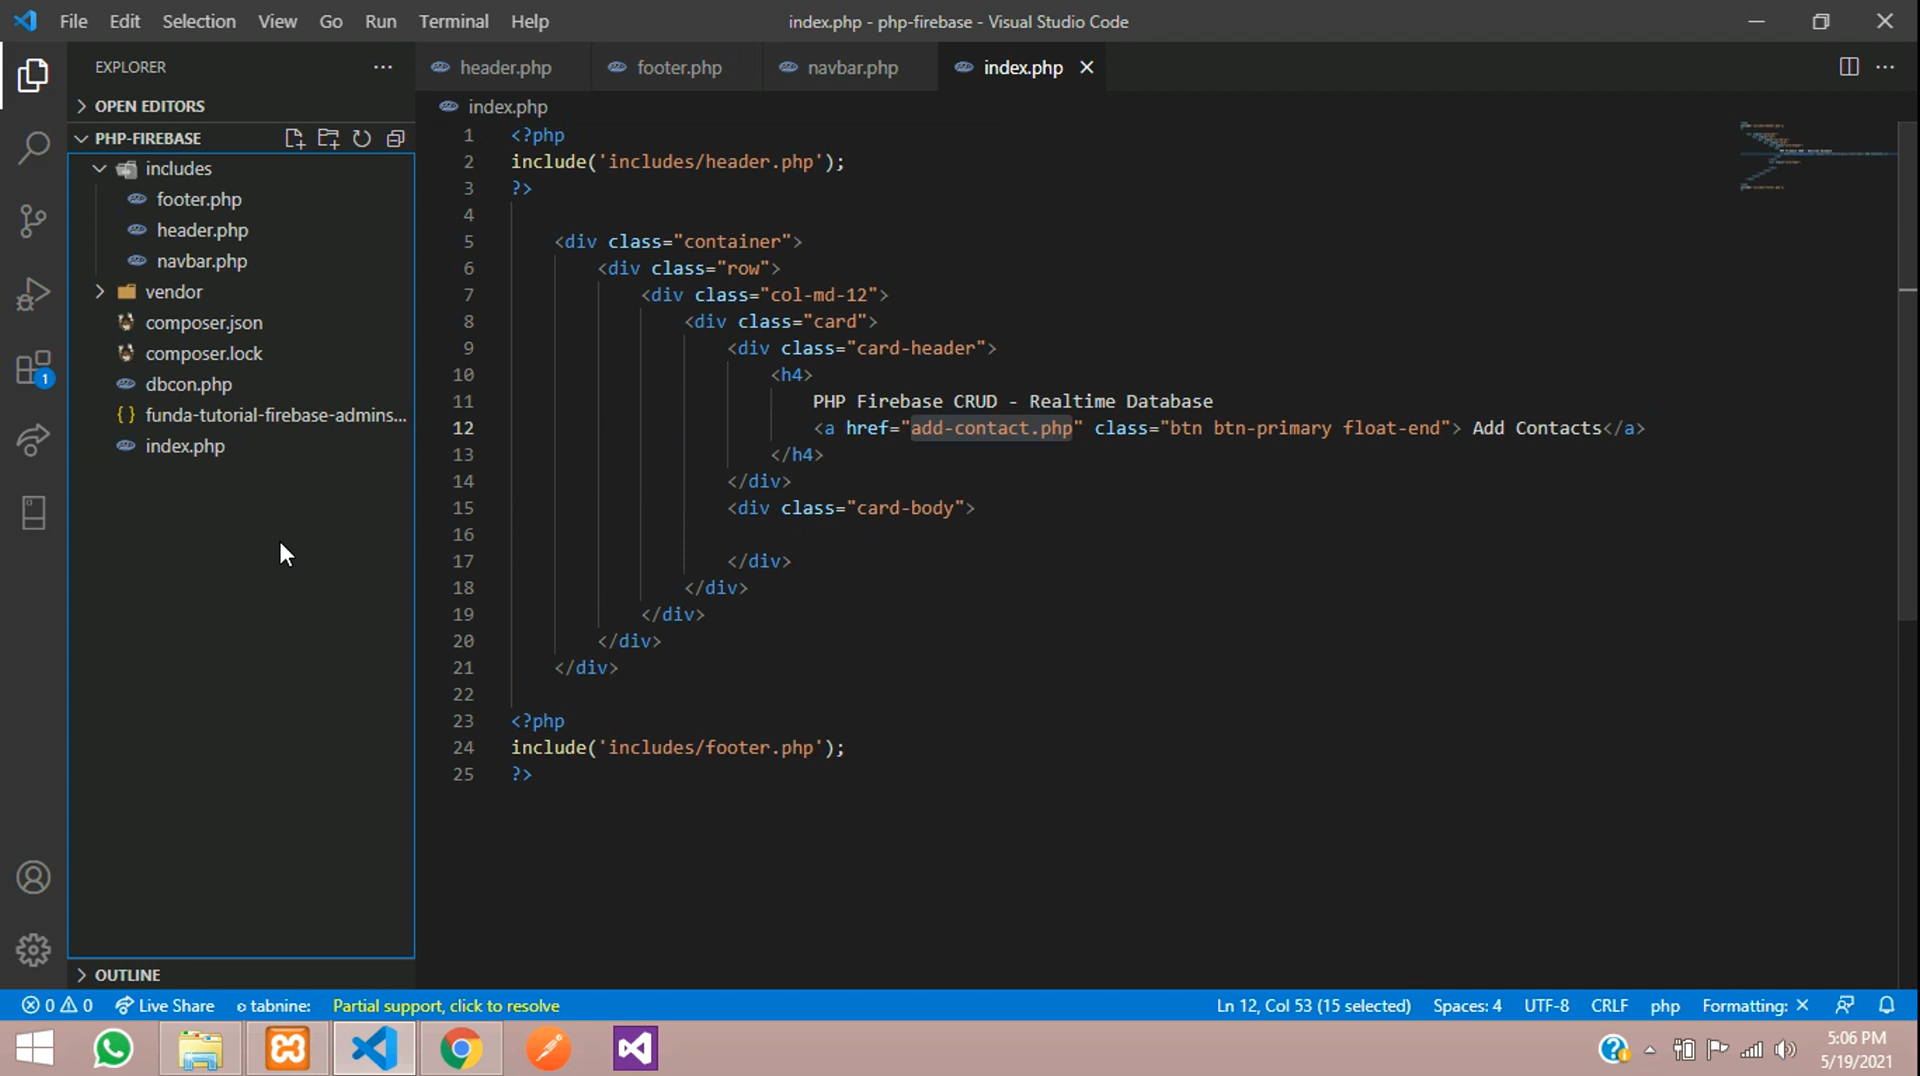 File Edit Selection View Go Run Terminal Help
index.php - php-firebase - Visual Studio Code
EXPLORER
OPEN EDITORS
PHP-FIREBASE
includes
footer.php
header.php
navbar.php
vendor
composer.json
composer.lock
dbcon.php
funda-tutorial-firebase-admins...
index.php
OUTLINE
header.php footer.php navbar.php index.php
index.php
1 <?php
2 include('includes/header.php');
3 ?>
4
5 <div class="container">
6 <div class="row">
7 <div class="col-md-12">
8 <div class="card">
9 <div class="card-header">
10 <h4>
11 PHP Firebase CRUD - Realtime Database
12 <a href="add-contact.php" class="btn btn-primary float-end"> Add Contacts</a>
13 </h4>
14 </div>
15 <div class="card-body">
16
17 </div>
18 </div>
19 </div>
20 </div>
21 </div>
22
23 <?php
24 include('includes/footer.php');
25 ?>
1
0 0 Live Share tabnine: Partial support, click to resolve Ln 12, Col 53 (15 selected) Spaces: 4 UTF-8 CRLF php Formatting: ×
5:06 PM
5/19/2021